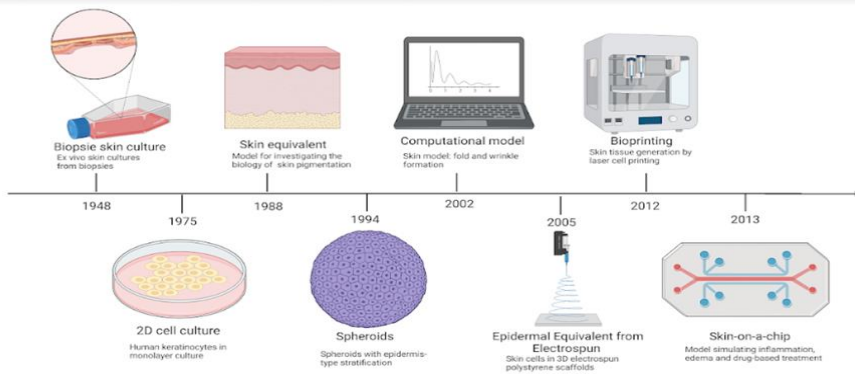 Biopsie skin culture
Ex vivo skin cultures
from biopsies
Skin equivalent
Model for investigating the
biology of skin pigmentation
Computational model
Skin model: fold and wrinkle
formation
Bioprinting
Skin tissue generation by
laser cell printing
1948
1975
1988
1994
2002
2005
2012
2013
2D cell culture
Human keratinocytes in
monolayer culture
Spheroids
Spheroids with epidermis-
type stratification
Epidermal Equivalent from
Electrospun
Skin cells in 3D electrospun
polystyrene scaffolds
Skin-on-a-chip
Model simulating inflammation,
edema and drug-based treatment